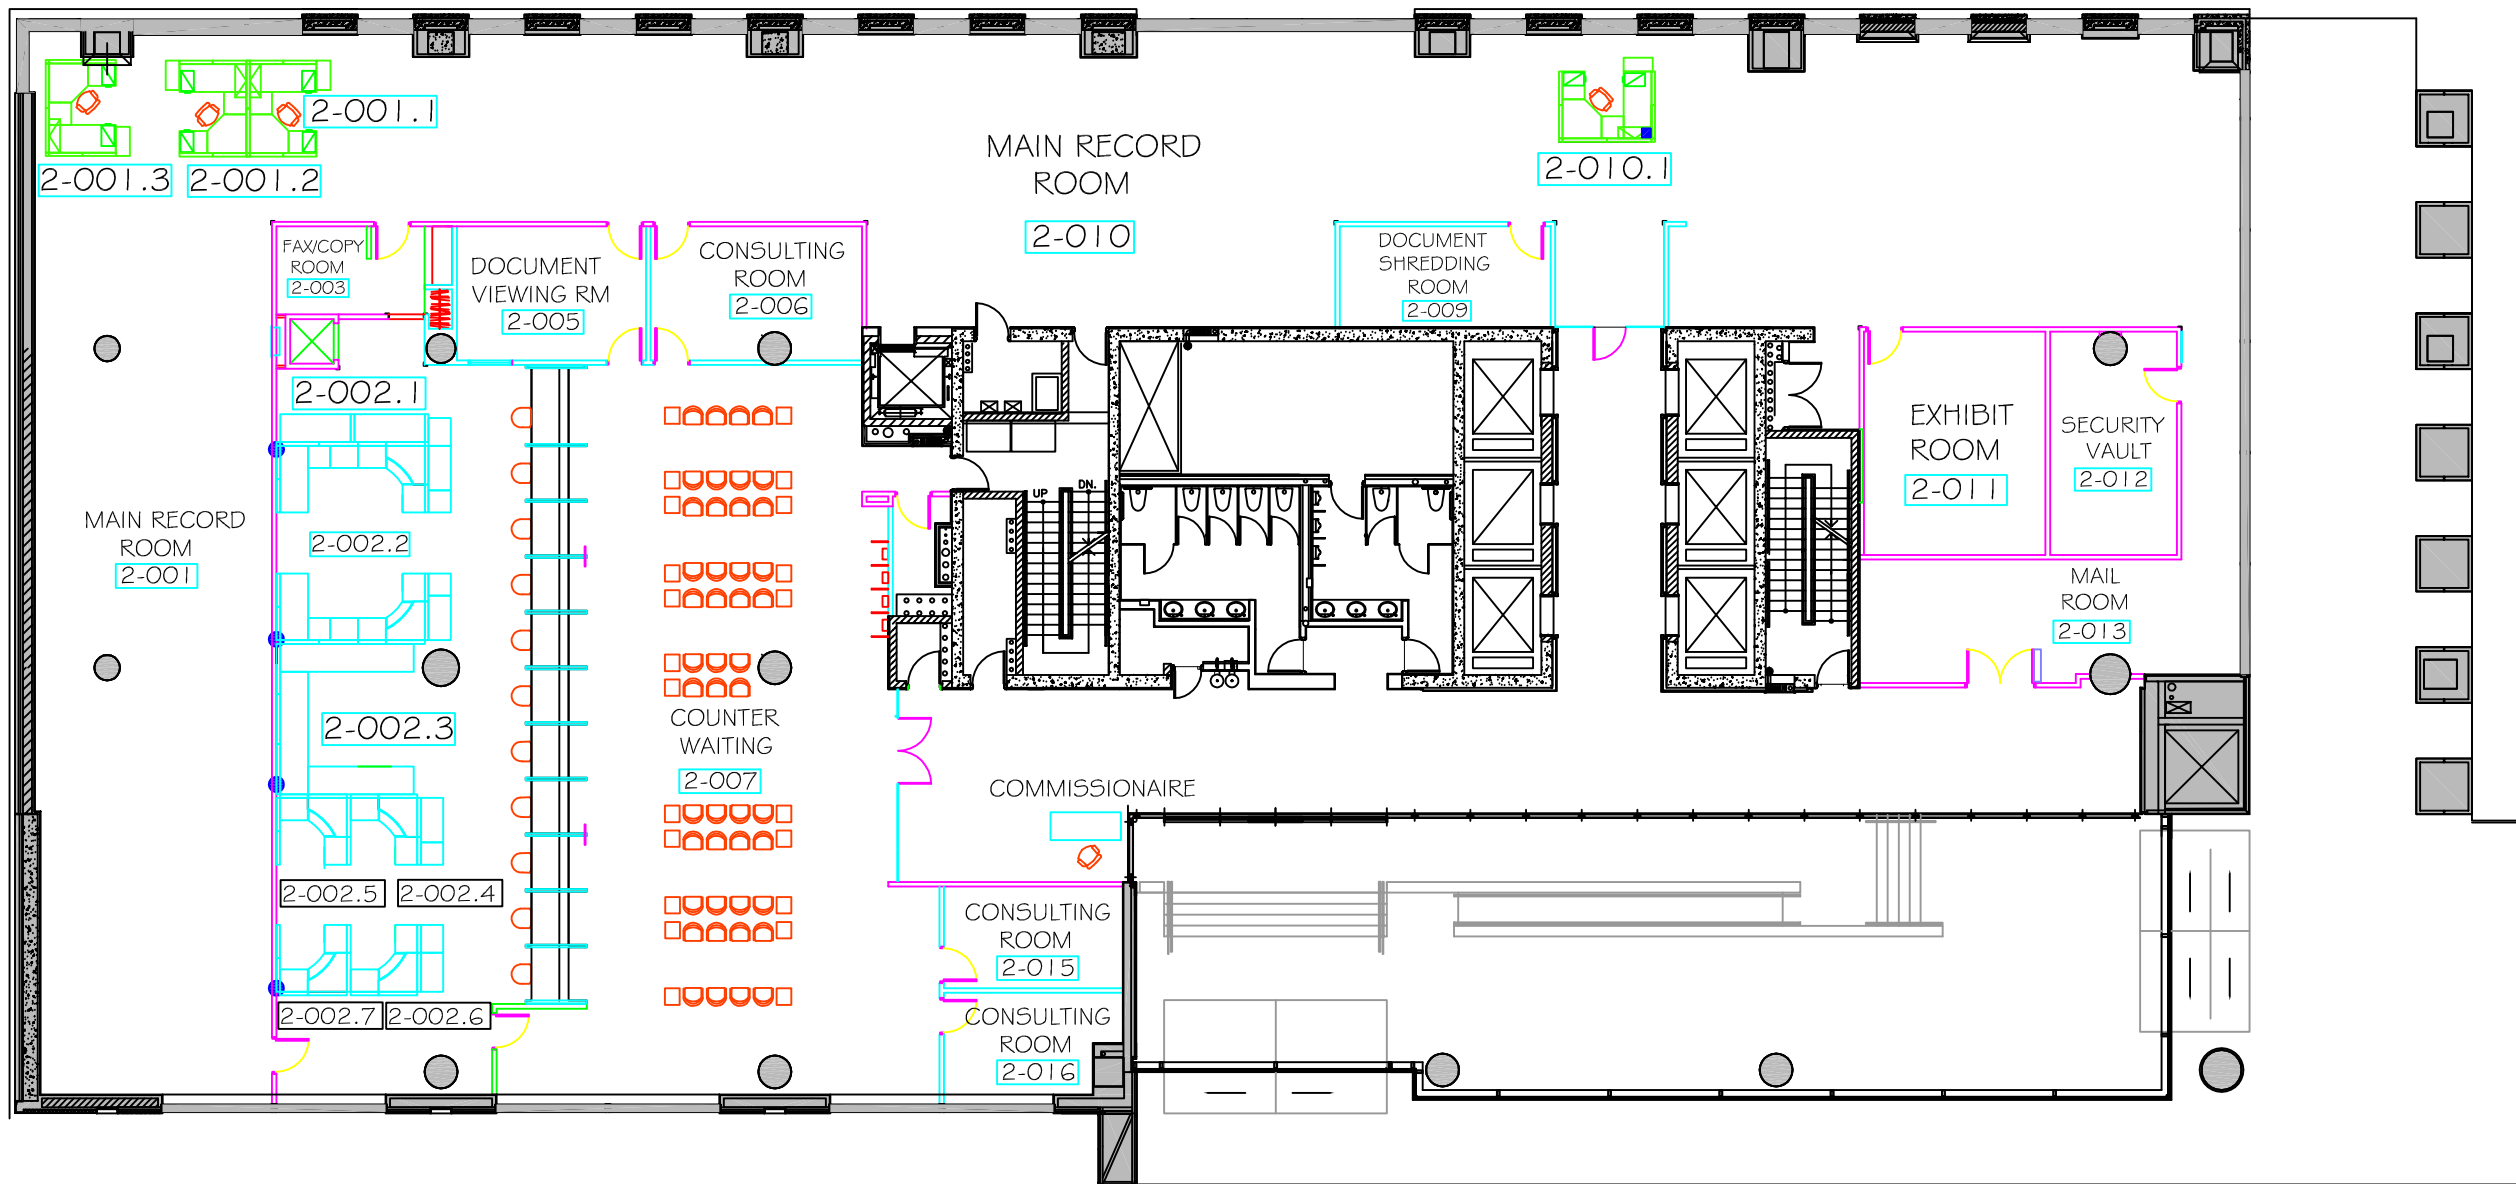 2-001.1
2-001.3
2-001.2
MAIN RECORD
ROOM
2-010
2-010.1
FAX/COPY
ROOM
2-003
DOCUMENT
VIEWING RM
2-005
CONSULTING
ROOM
2-006
DOCUMENT
SHREDDING
ROOM
2-009
2-002.1
EXHIBIT
ROOM
2-011
SECURITY
VAULT
2-012
UP
DN.
MAIN RECORD
ROOM
2-001
2-002.2
MAIL
ROOM
2-013
2-002.3
COUNTER
WAITING
2-007
COMMISSIONAIRE
2-002.5
2-002.4
CONSULTING
ROOM
2-015
2-002.7
2-002.6
CONSULTING
ROOM
2-016